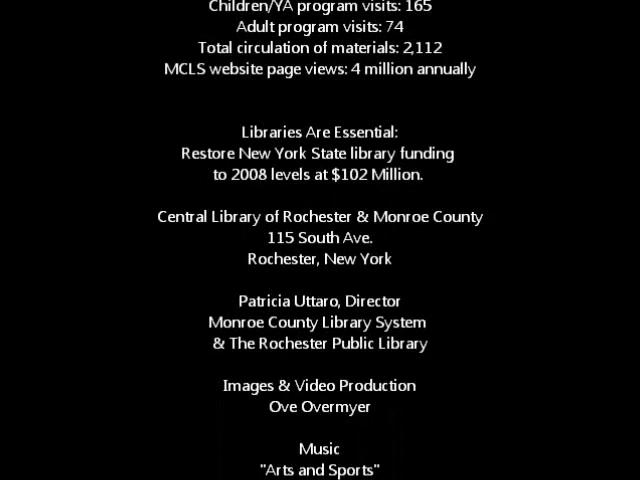 Children/YA program visits: 165
Adult program visits: 74
Total circulation of materials: 2,112
MCLS website page views: 4 million annually
Libraries Are Essential:
Restore New York State library funding
to 2008 levels at $102 Million.
Central Library of Rochester & Monroe County
115 South Ave.
Rochester, New York
Patricia Uttaro, Director
Monroe County Library System
& The Rochester Public Library
Images & Video Production
Ove Overmyer
Music
"Arts and Sports"